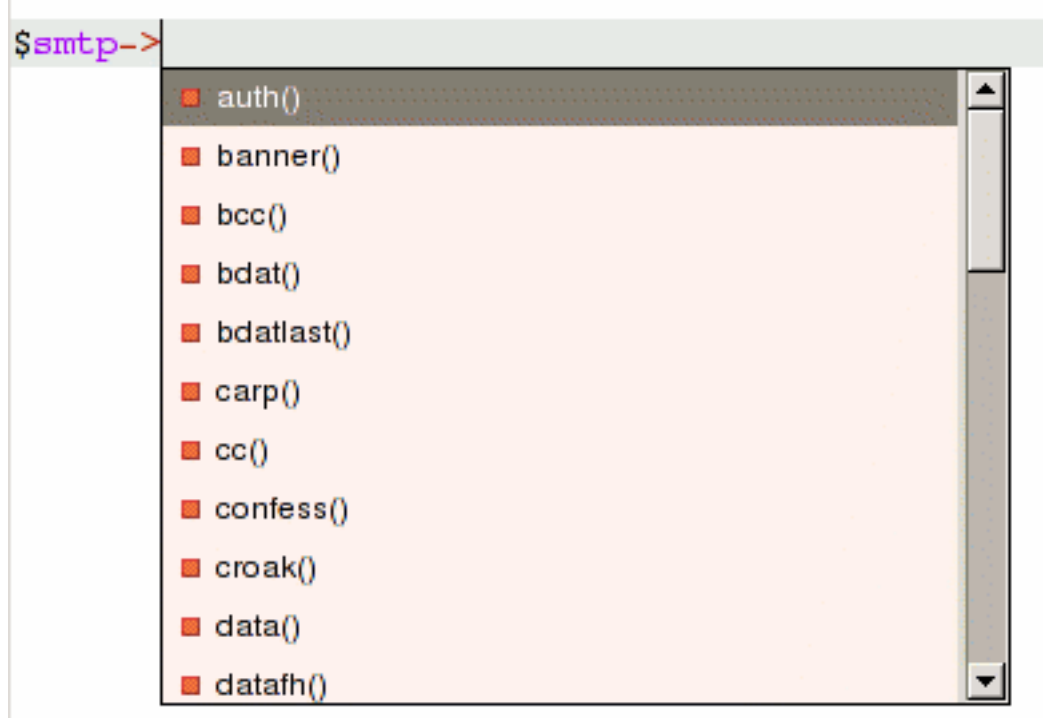 $smtp->
auth()
banner()
bcc()
bdat()
bdatlast()
carp()
cc()
confess()
croak()
data()
datafh()